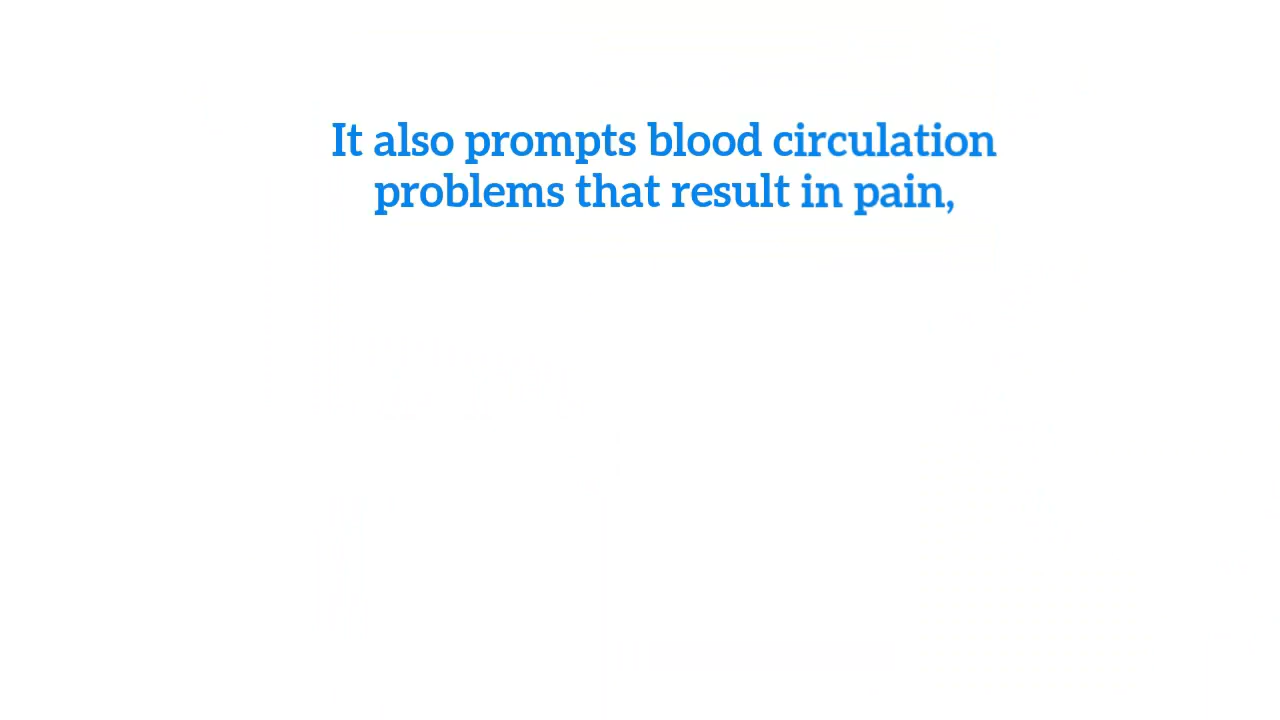 It also prompts blood circulation
problems that result in pain,